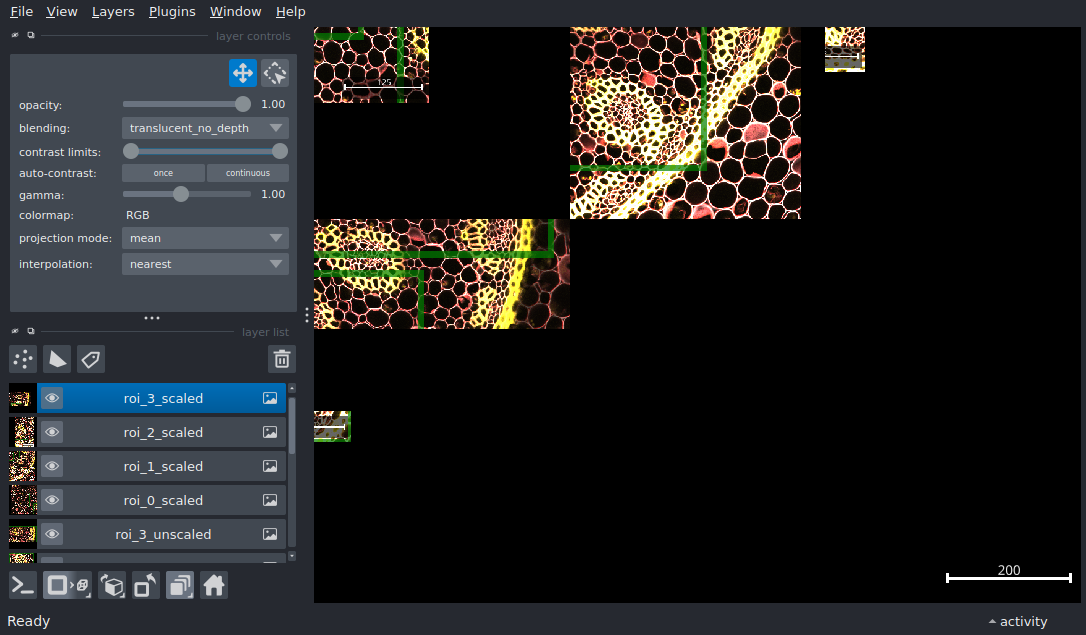 File View Layers Plugins Window Help
layer controls
opacity: 1.00
blending: translucent_no_depth
contrast limits:
auto-contrast: once continuous
gamma: 1.00
colormap: RGB
projection mode: mean
interpolation: nearest
layer list
roi_3_scaled
roi_2_scaled
roi_1_scaled
roi_0_scaled
roi_3_unscaled
125
200
Ready
activity